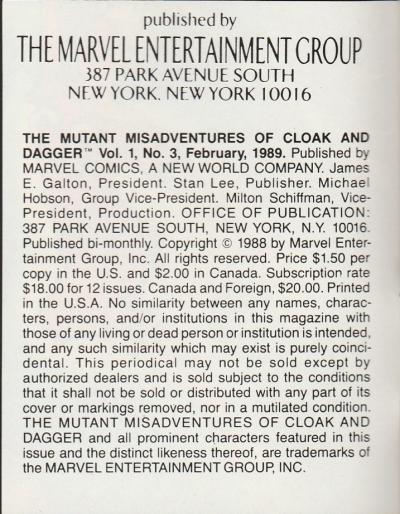 published by
THE MARVEL ENTERTAINMENT GROUP
387 PARK AVENUE SOUTH
NEW YORK. NEW YORK 10016
THE MUTANT MISADVENTURES OF CLOAK AND
DAGGER™ Vol. 1, No. 3, February, 1989. Published by
MARVEL COMICS, A NEW WORLD COMPANY. James
E. Galton, President. Stan Lee, Publisher. Michael
Hobson, Group Vice-President. Milton Schiffman, Vice-
President, Production. OFFICE OF PUBLICATION:
387 PARK AVENUE SOUTH, NEW YORK, N.Y. 10016.
Published bi-monthly. Copyright © 1988 by Marvel Enter-
tainment Group, Inc. All rights reserved. Price $1.50 per
copy in the U.S. and $2.00 in Canada. Subscription rate
$18.00 for 12 issues. Canada and Foreign, $20.00. Printed
in the U.S.A. No similarity between any names, charac-
ters, persons, and/or institutions in this magazine with
those of any living or dead person or institution is intended,
and any such similarity which may exist is purely coinci-
dental. This periodical may not be sold except by
authorized dealers and is sold subject to the conditions
that it shall not be sold or distributed with any part of its
cover or markings removed, nor in a mutilated condition.
THE MUTANT MISADVENTURES OF CLOAK AND
DAGGER and all prominent characters featured in this
issue and the distinct likeness thereof, are trademarks of
the MARVEL ENTERTAINMENT GROUP, INC.